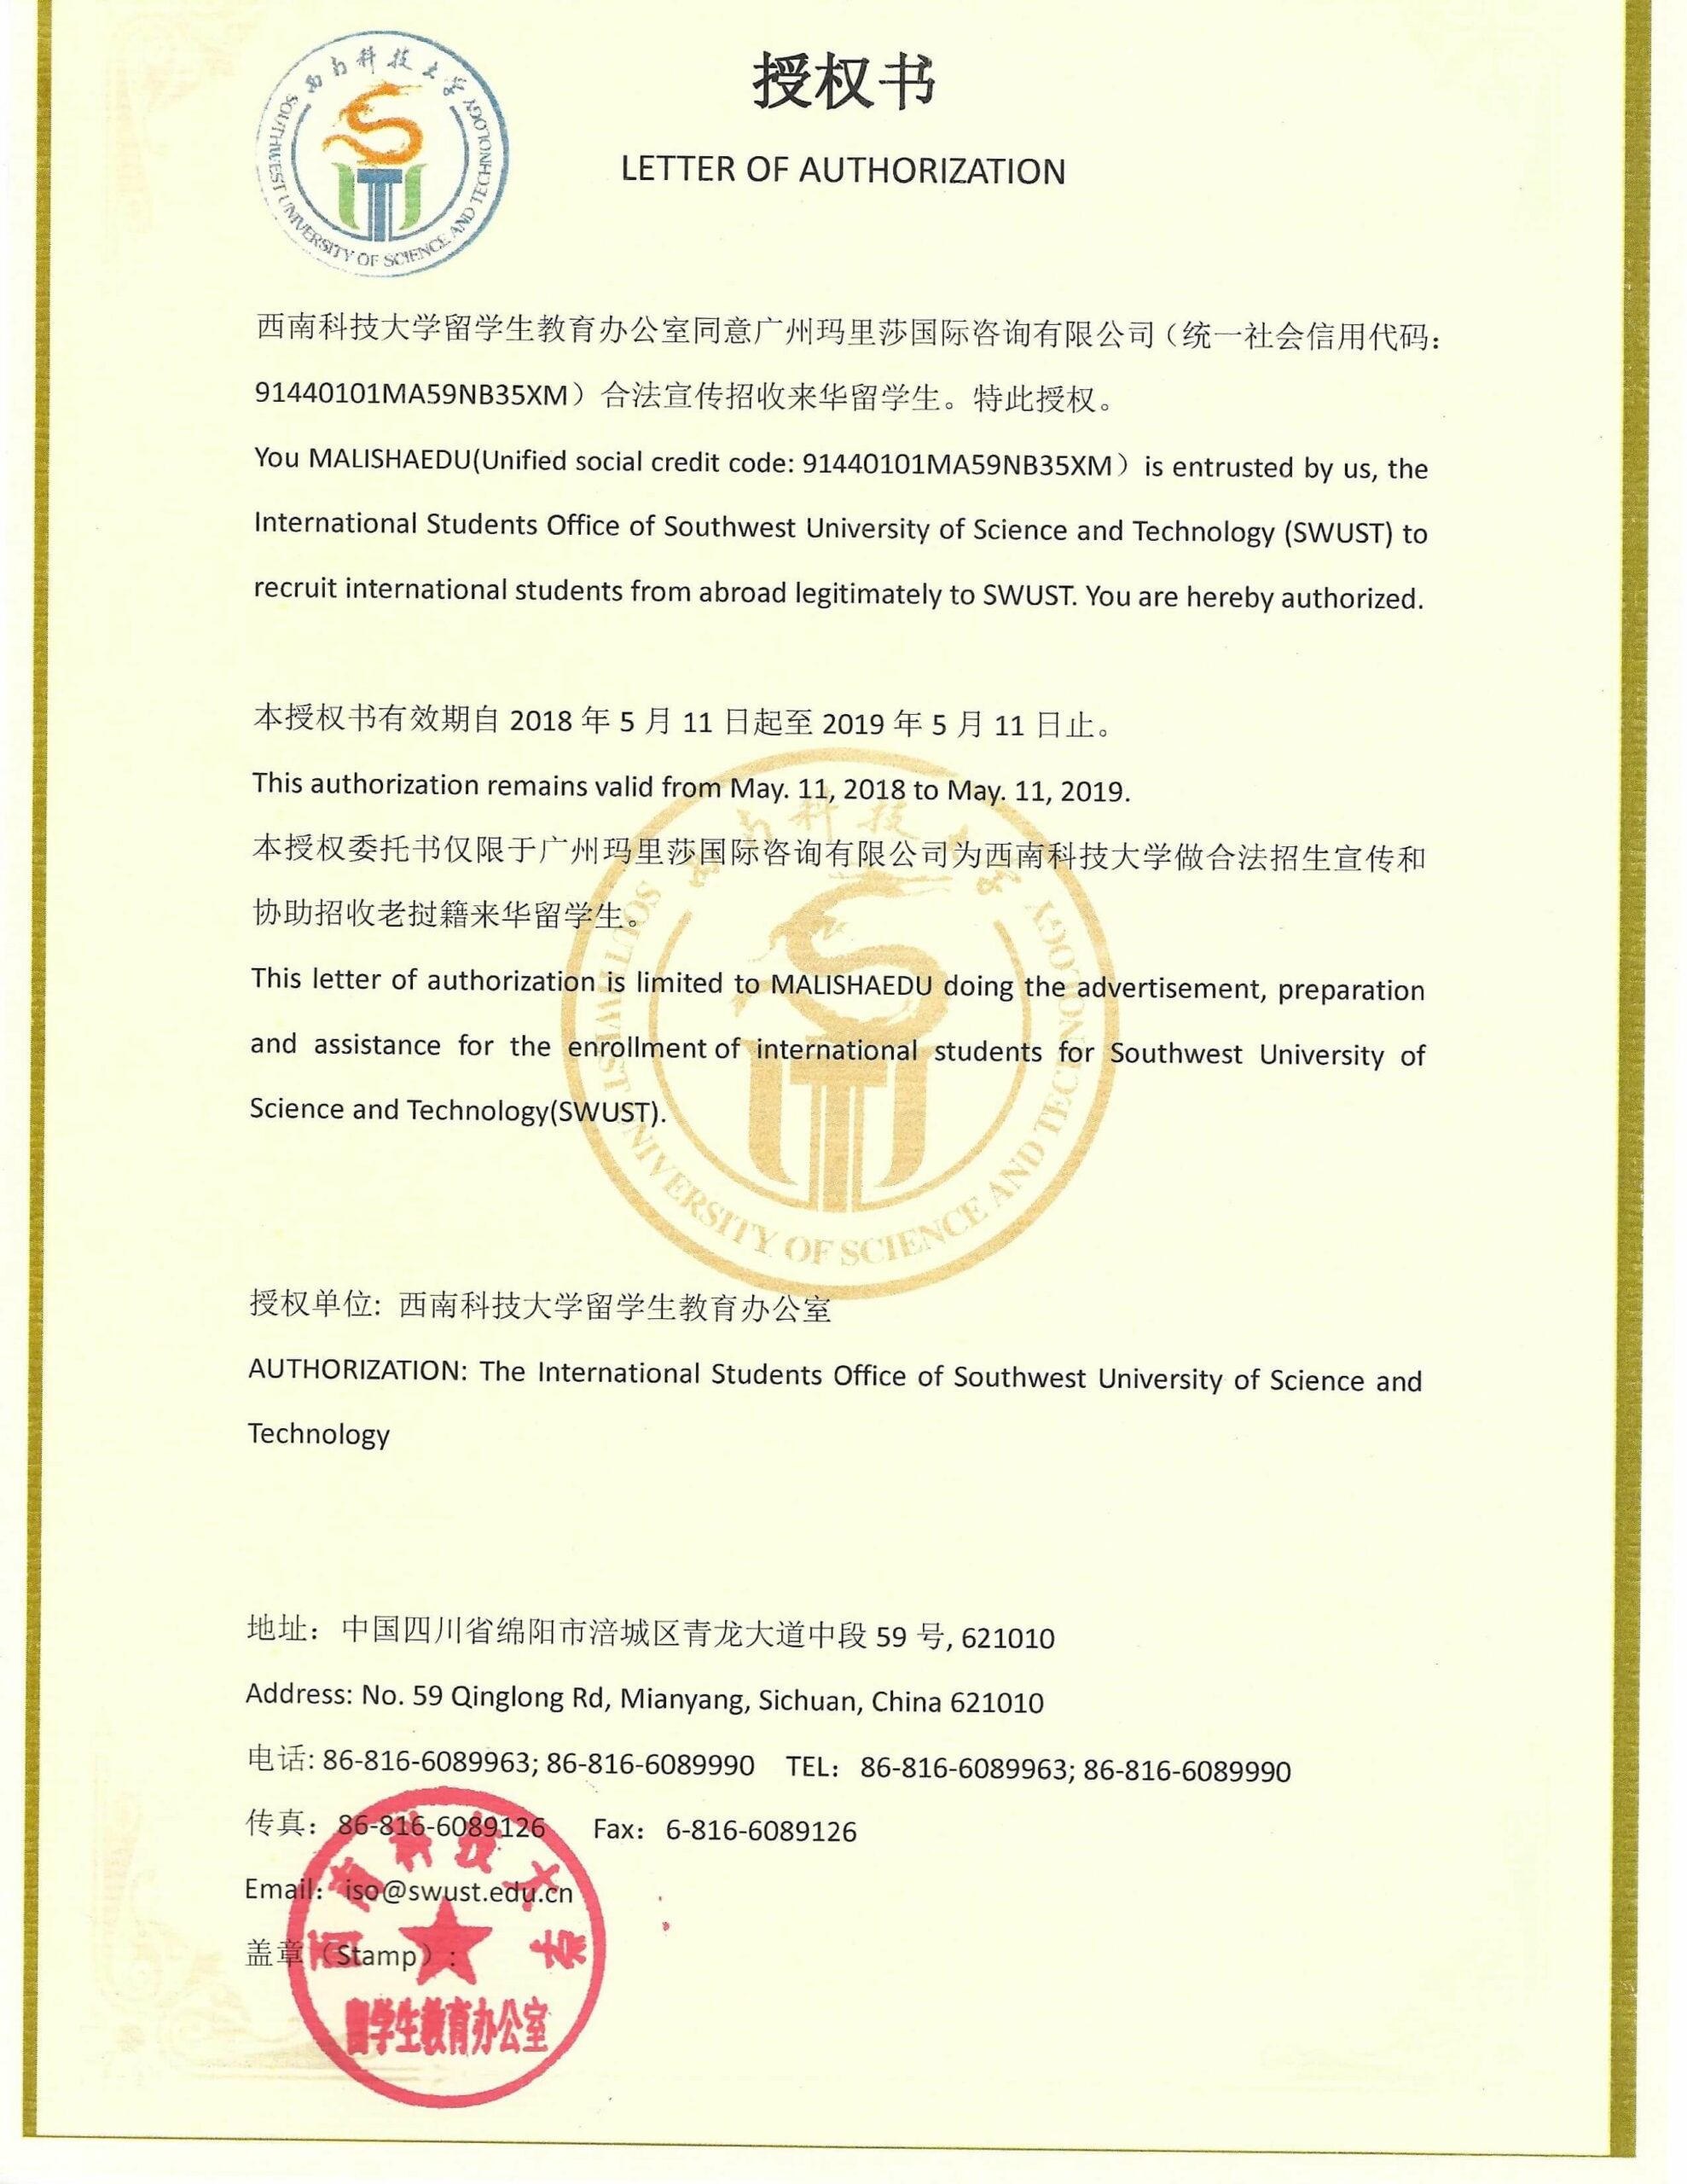 西南科技大学
SOUTHWEST UNIVERSITY OF SCIENCE AND TECHNOLOGY
授权书
LETTER OF AUTHORIZATION
西南科技大学留学生教育办公室同意广州玛里莎国际咨询有限公司（统一社会信用代码：
91440101MA59NB35XM）合法宣传招收来华留学生。特此授权。
You MALISHAEDU(Unified social credit code: 91440101MA59NB35XM）is entrusted by us, the
International Students Office of Southwest University of Science and Technology (SWUST) to
recruit international students from abroad legitimately to SWUST. You are hereby authorized.
本授权书有效期自 2018 年 5 月 11 日起至 2019 年 5 月 11 日止。
This authorization remains valid from May. 11, 2018 to May. 11, 2019.
本授权委托书仅限于广州玛里莎国际咨询有限公司为西南科技大学做合法招生宣传和
协助招收老挝籍来华留学生。
This letter of authorization is limited to MALISHAEDU doing the advertisement, preparation
and assistance for the enrollment of international students for Southwest University of
Science and Technology(SWUST).
西南科技大学
SOUTHWEST UNIVERSITY OF SCIENCE AND TECHNOLOGY
授权单位: 西南科技大学留学生教育办公室
AUTHORIZATION: The International Students Office of Southwest University of Science and
Technology
地址：中国四川省绵阳市涪城区青龙大道中段 59 号, 621010
Address: No. 59 Qinglong Rd, Mianyang, Sichuan, China 621010
电话: 86-816-6089963; 86-816-6089990 TEL：86-816-6089963; 86-816-6089990
传真：86-816-6089126 Fax：6-816-6089126
Email：iso@swust.edu.cn
盖章（Stamp）:
西南科技大学
留学生教育办公室